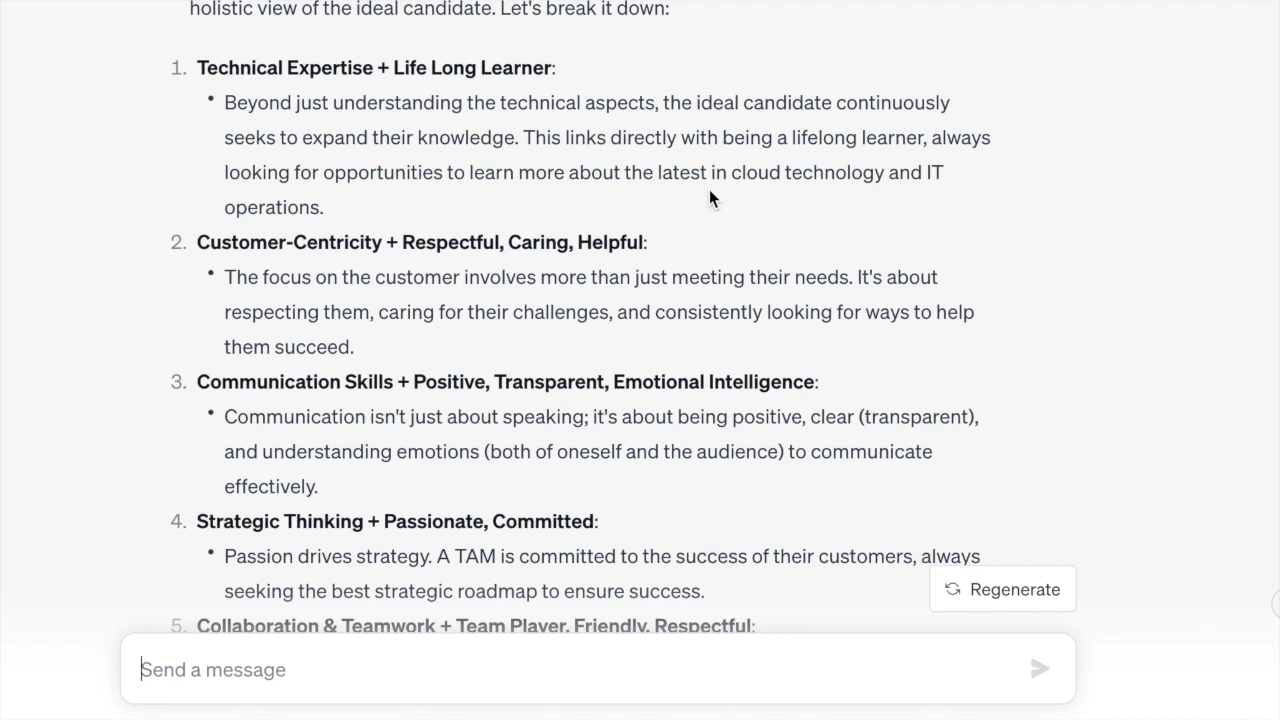 holistic view of the ideal candidate. Let's break it down:
1. Technical Expertise + Life Long Learner:
• Beyond just understanding the technical aspects, the ideal candidate continuously
seeks to expand their knowledge. This links directly with being a lifelong learner, always
looking for opportunities to learn more about the latest in cloud technology and IT
operations.
2. Customer-Centricity + Respectful, Caring, Helpful:
• The focus on the customer involves more than just meeting their needs. It's about
respecting them, caring for their challenges, and consistently looking for ways to help
them succeed.
3. Communication Skills + Positive, Transparent, Emotional Intelligence:
• Communication isn't just about speaking; it's about being positive, clear (transparent),
and understanding emotions (both of oneself and the audience) to communicate
effectively.
4. Strategic Thinking + Passionate, Committed:
• Passion drives strategy. A TAM is committed to the success of their customers, always
seeking the best strategic roadmap to ensure success.
Regenerate
5. Collaboration & Teamwork + Team Player, Friendly, Respectful:
Send a message